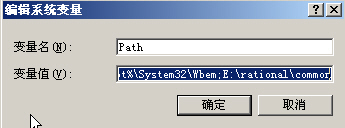 编辑系统变量
变量名(N): Path
变量值(V): t%\System32\Wbem;E:\rational\common
确定 取消